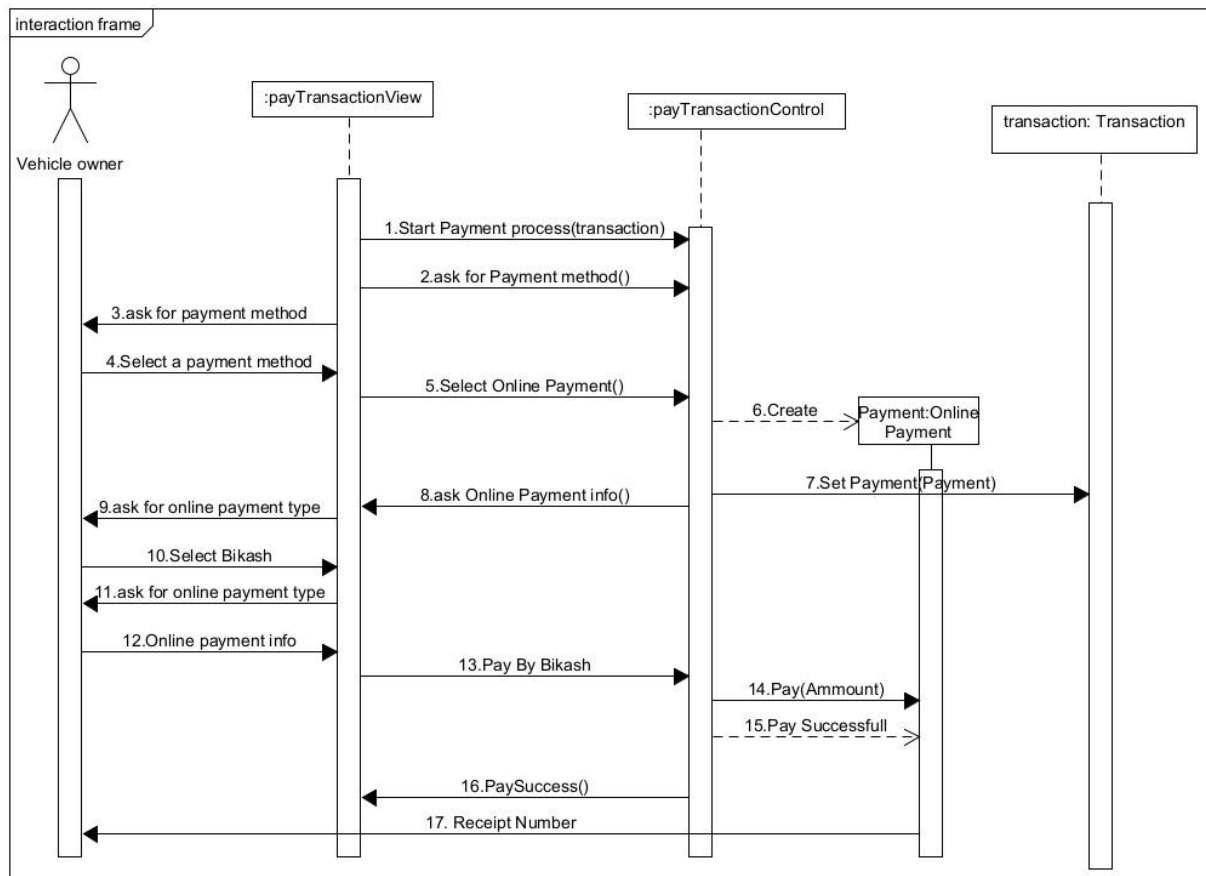 interaction frame
:payTransactionView
:payTransactionControl
transaction: Transaction
Vehicle owner
1.Start Payment process(transaction)
2.ask for Payment method()
3.ask for payment method
4.Select a payment method
5.Select Online Payment()
6.Create
Payment:Online
Payment
7.Set Payment(Payment)
8.ask Online Payment info()
9.ask for online payment type
10.Select Bikash
11.ask for online payment type
12.Online payment info
13.Pay By Bikash
14.Pay(Ammount)
15.Pay Successfull
16.PaySuccess()
17. Receipt Number